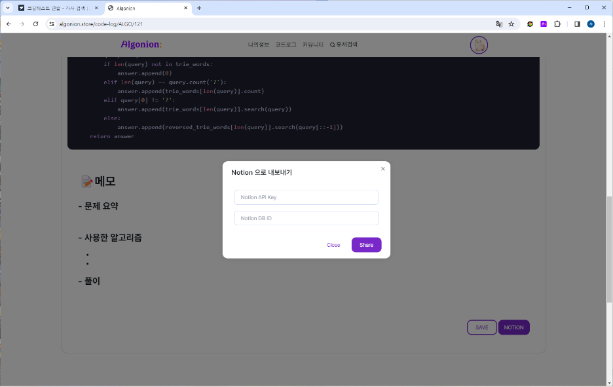 Algonion
algonion.store/code-log/ALGO/121
Algonion:
코드로그 커뮤니티 유저검색
if len(query) not in trie_words:
answer.append(0)
elif len(query) == query.count('?'):
answer.append(trie_words[len(query)].count)
elif query[0] != '?':
answer.append(trie_words[len(query)].search(query))
else:
answer.append(reversed_trie_words[len(query)].search(query[::-1]))
return answer
메모
- 문제 요약
- 사용한 알고리즘
- 풀이
Notion 으로 내보내기
Notion API Key
Notion DB ID
Close
Share
SAVE
NOTION